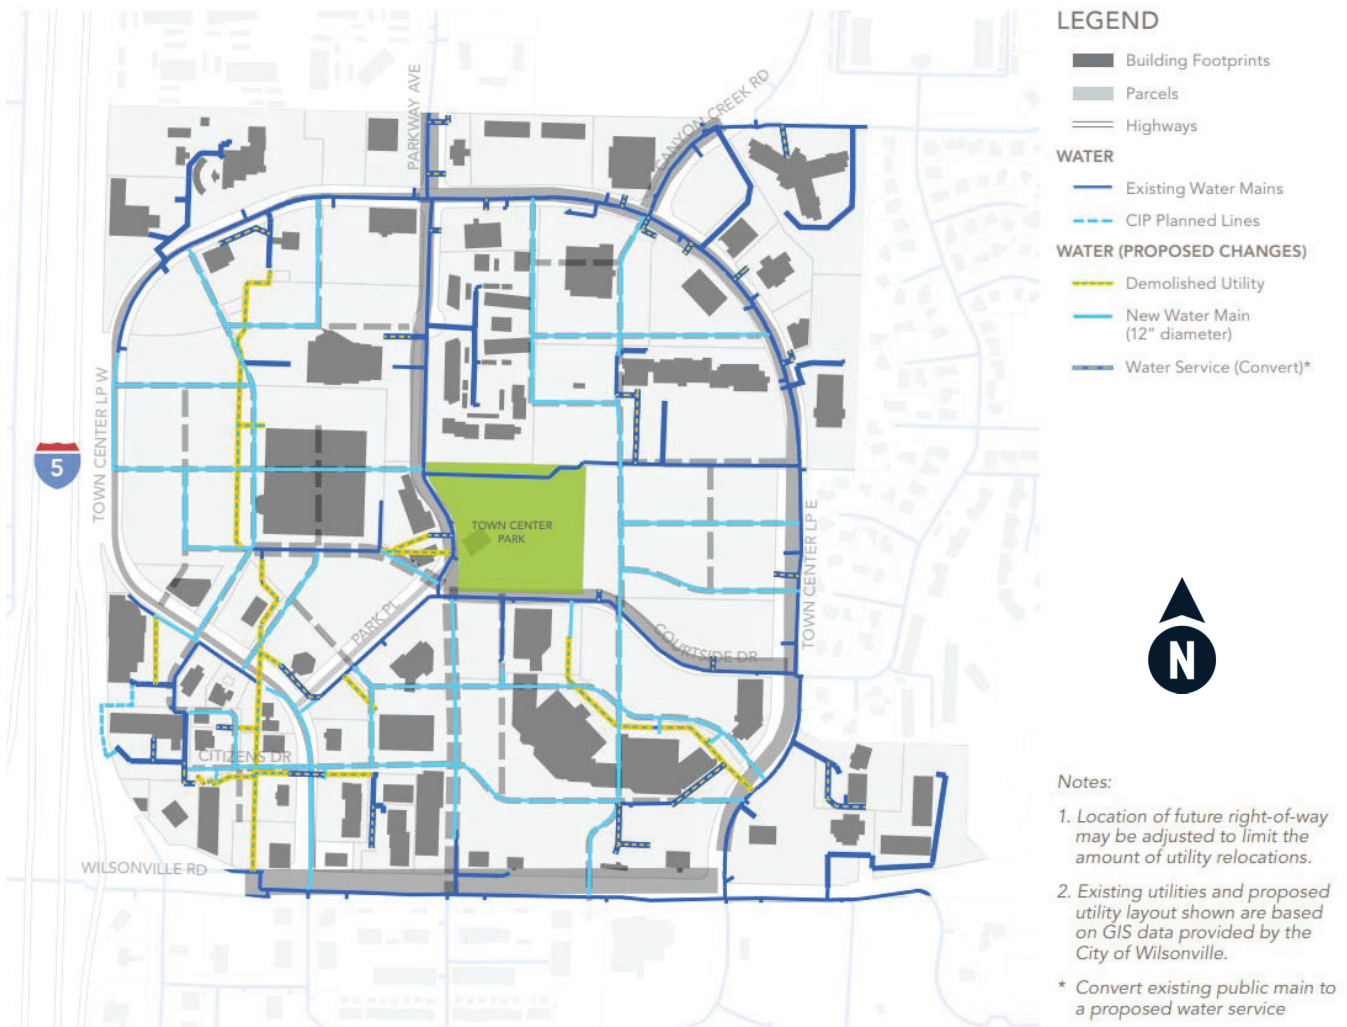 LEGEND
Building Footprints
Parcels
Highways
WATER
Existing Water Mains
CIP Planned Lines
WATER (PROPOSED CHANGES)
Demolished Utility
New Water Main
(12” diameter)
Water Service (Convert)*
PARKWAY AVE
CANYON CREEK RD
TOWN CENTER LP W
5
TOWN CENTER
PARK
TOWN CENTER LP E
PARK PL
COURTSIDE DR
CITIZENS DR
WILSONVILLE RD
N
Notes:
1. Location of future right-of-way
may be adjusted to limit the
amount of utility relocations.
2. Existing utilities and proposed
utility layout shown are based
on GIS data provided by the
City of Wilsonville.
* Convert existing public main to
a proposed water service